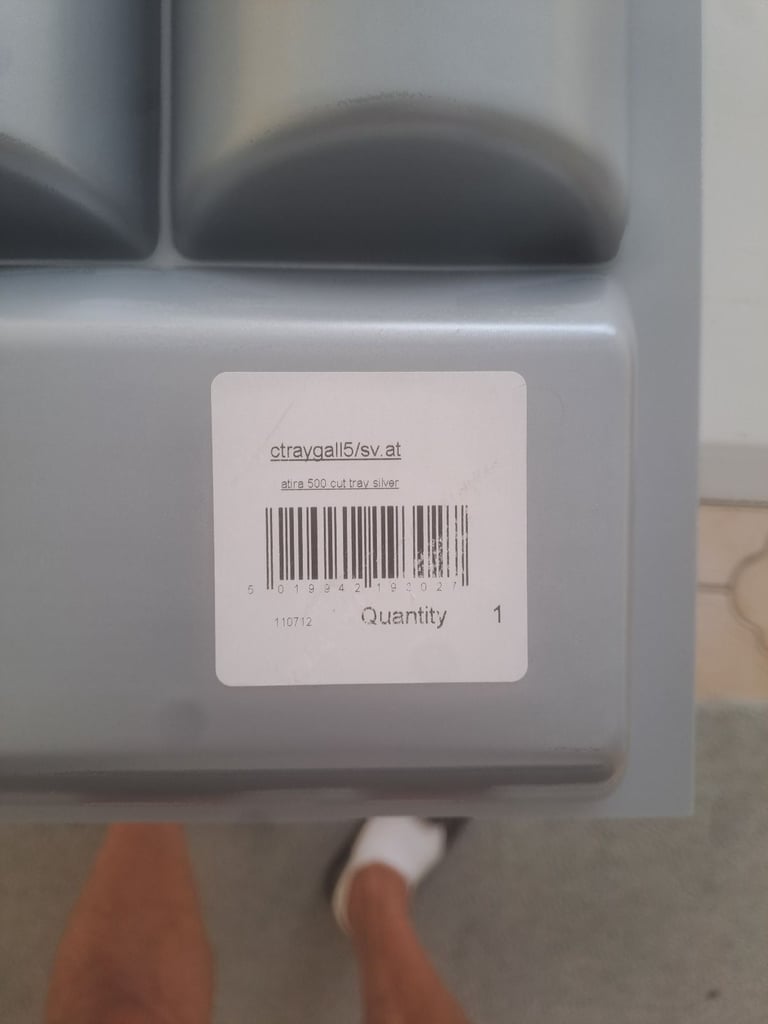 ctraygall5/sv.at
atira 500 cut tray silver
5 019942 192027
110712 Quantity 1